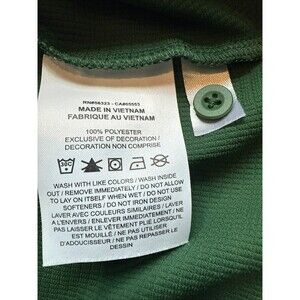 RN#56323 - CA#05553
MADE IN VIETNAM
FABRIQUE AU VIETNAM
100% POLYESTER
EXCLUSIVE OF DECORATION /
DECORATION NON COMPRISE
WASH WITH LIKE COLORS / WASH INSIDE
OUT / REMOVE IMMEDIATELY / DO NOT USE
TO LAY ON ITSELF WHEN WET / DO NOT USE
SOFTENERS / DO NOT IRON DESIGN
LAVER AVEC COULEURS SIMILAIRES / LAVER
À L'ENVERS / ENLEVER IMMÉDIATEMENT / NE
PAS LAISSER LE VÊTEMENT PLIÉ LORSQU'IL
EST MOUILLÉ / NE PAS UTILISER
D'ADOUCISSEUR / NE PAS REPASSER LE
DESSIN